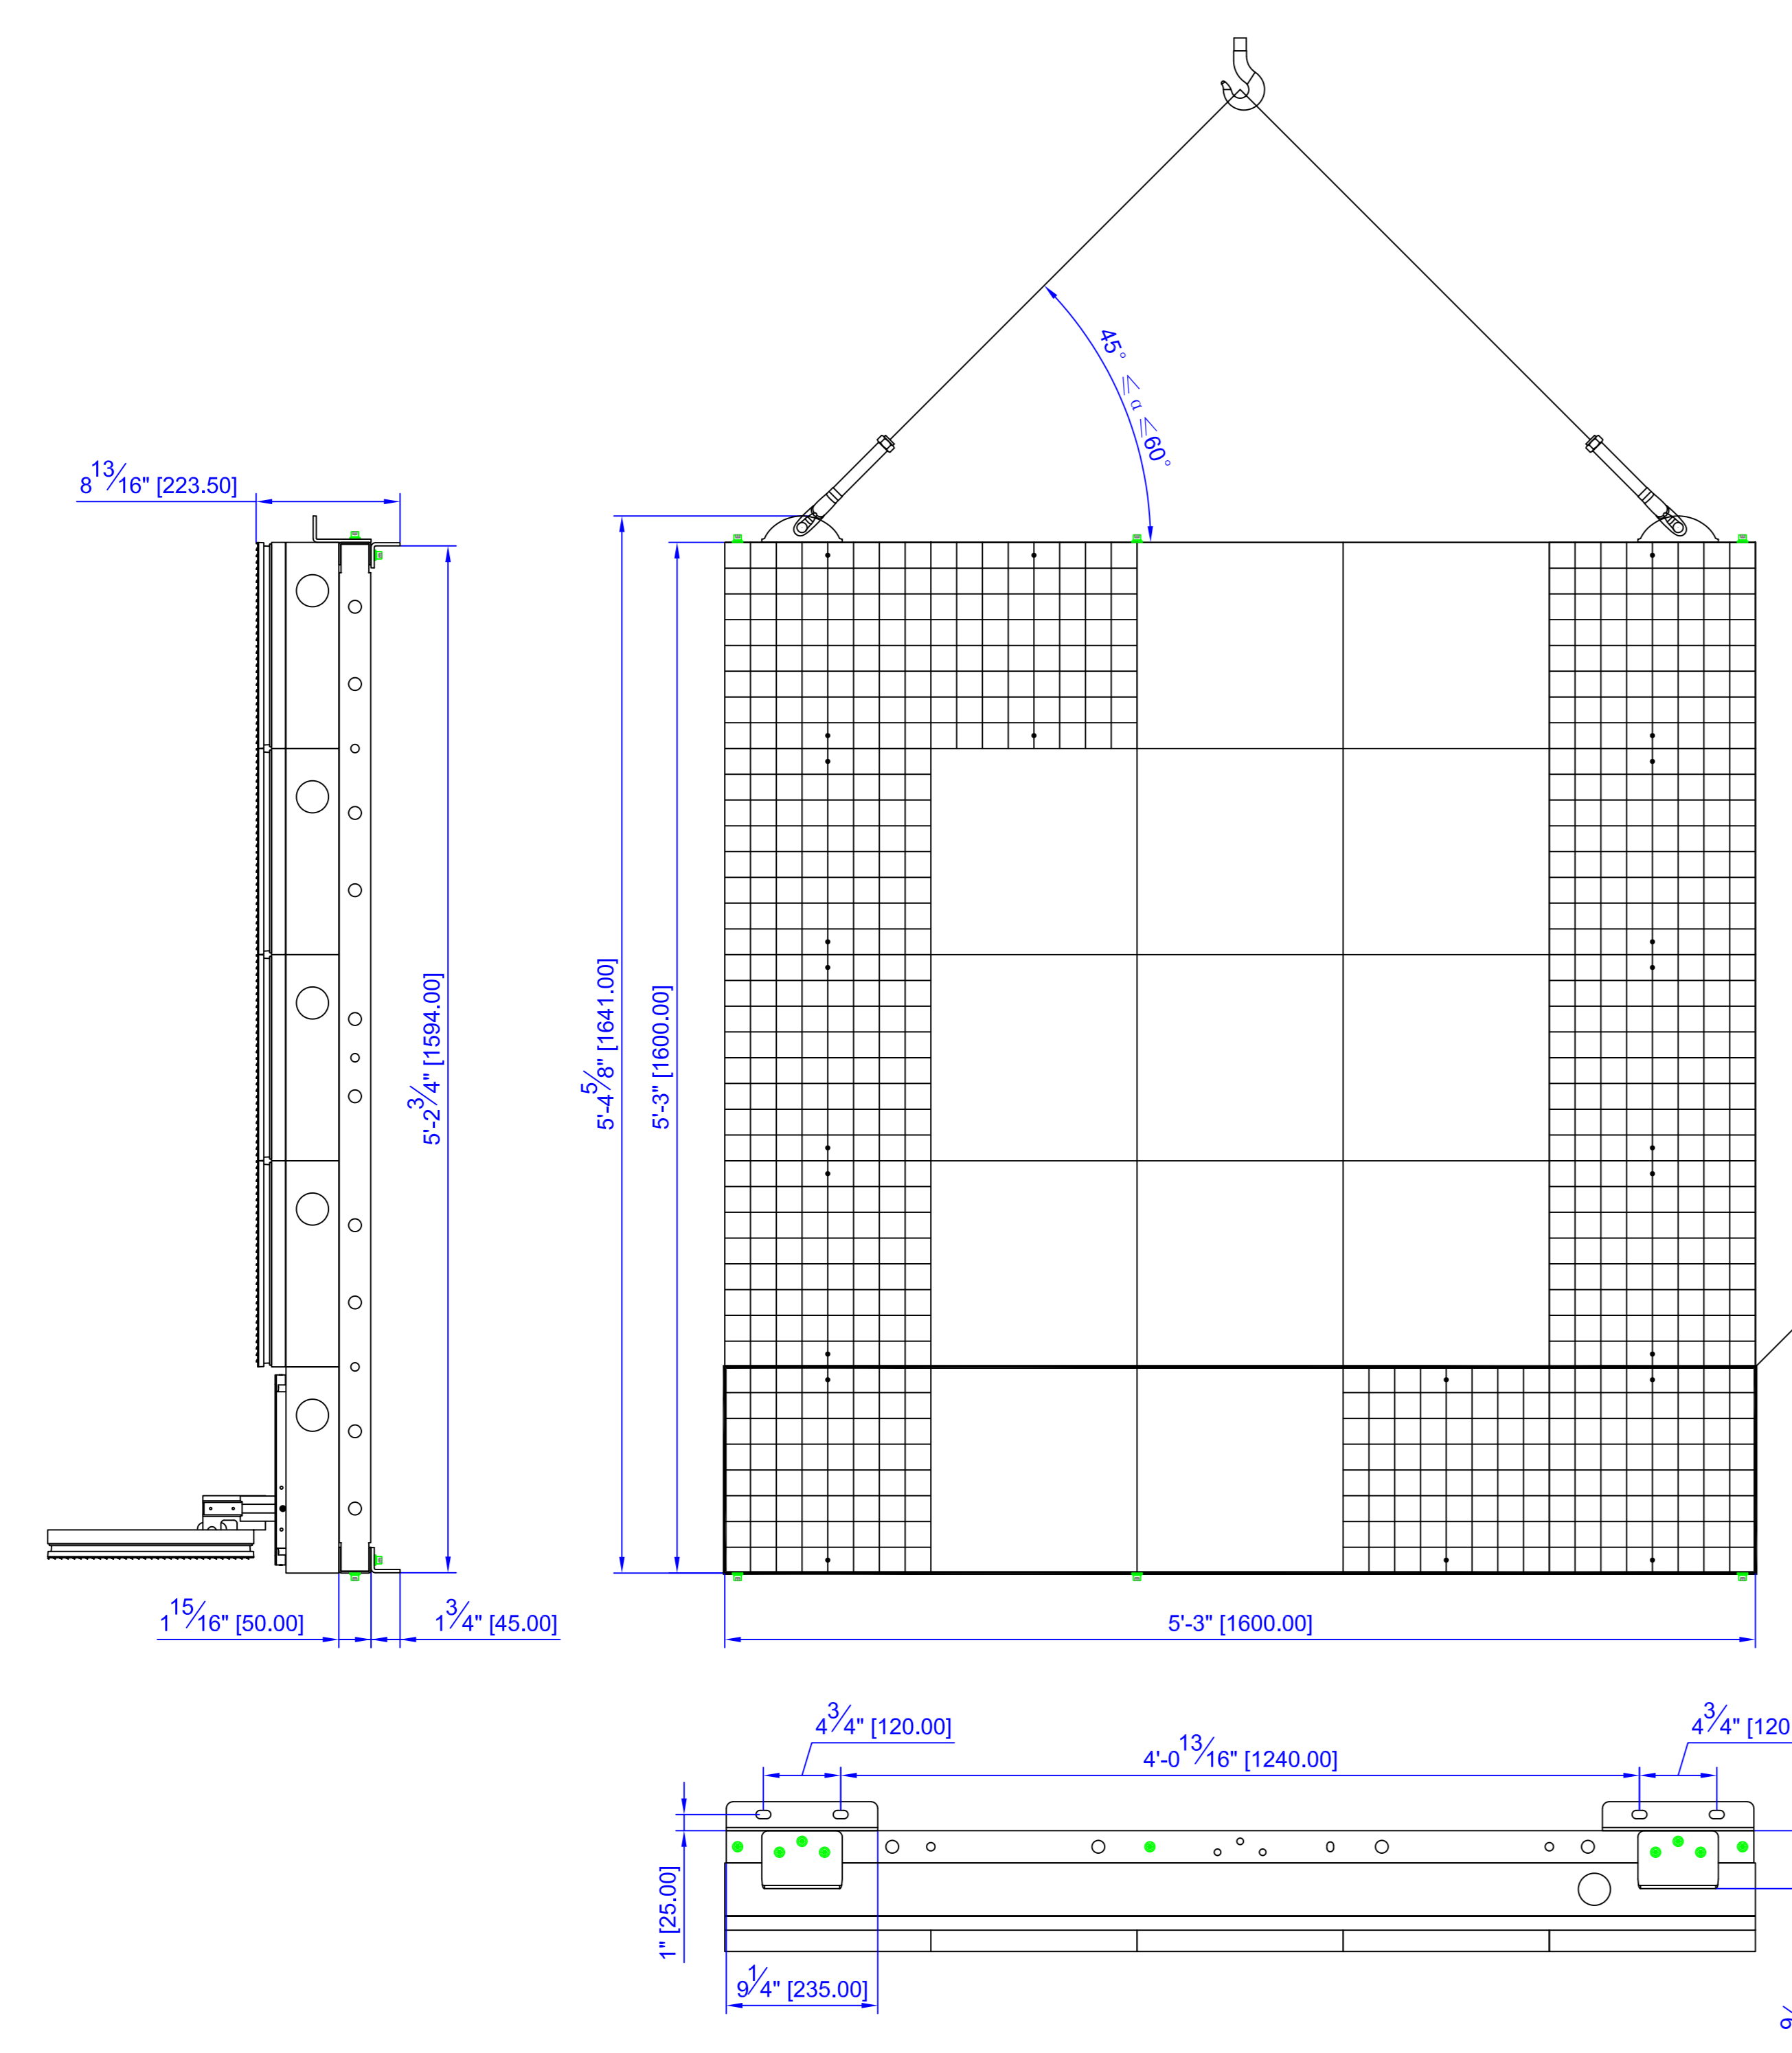 45° ≤ α ≤60°
8 13/16" [223.50]
5'-2 3/4" [1594.00]
5'-4 5/8" [1641.00]
5'-3" [1600.00]
1 15/16" [50.00]
1 3/4" [45.00]
5'-3" [1600.00]
4 3/4" [120.00]
4'-0 13/16" [1240.00]
4 3/4" [120
1" [25.00]
9 1/4" [235.00]